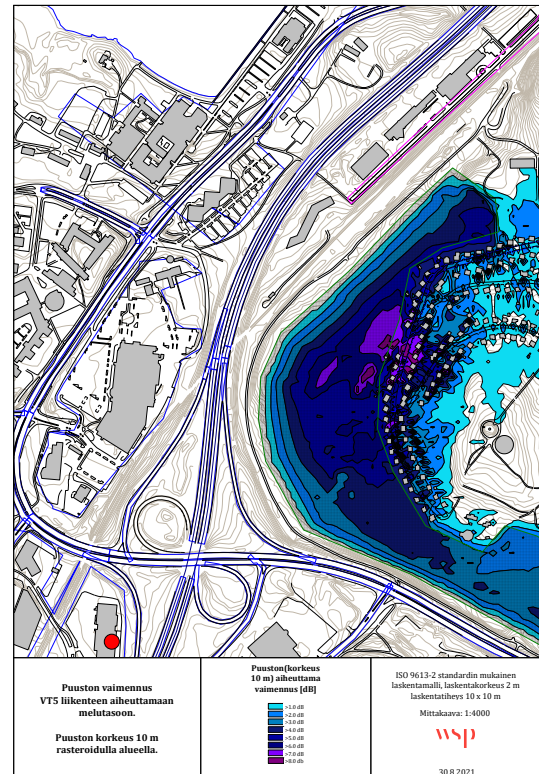 Puuston vaimennus
VT5 liikenteen aiheuttamaan
melutasoon.
Puuston korkeus 10 m
rasteroidulla alueella.
Puuston(korkeus
10 m) aiheuttama
vaimennus [dB]
>1.0 dB
>2.0 dB
>3.0 dB
>4.0 dB
>5.0 dB
>6.0 dB
>7.0 dB
>8.0 db
ISO 9613-2 standardin mukainen
laskentamalli, laskentakorkeus 2 m
laskentatiheys 10 x 10 m
Mittakaava: 1:4000
wsp
30.8.2021